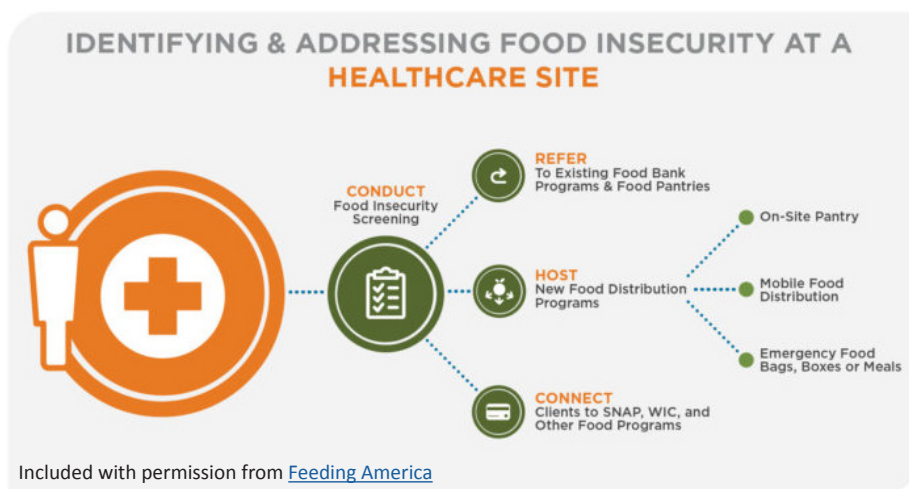 IDENTIFYING & ADDRESSING FOOD INSECURITY AT A
HEALTHCARE SITE
CONDUCT
Food Insecurity
Screening
REFER
To Existing Food Bank
Programs & Food Pantries
HOST
New Food Distribution
Programs
On-Site Pantry
Mobile Food
Distribution
Emergency Food
Bags, Boxes or Meals
CONNECT
Clients to SNAP, WIC, and
Other Food Programs
Included with permission from Feeding America